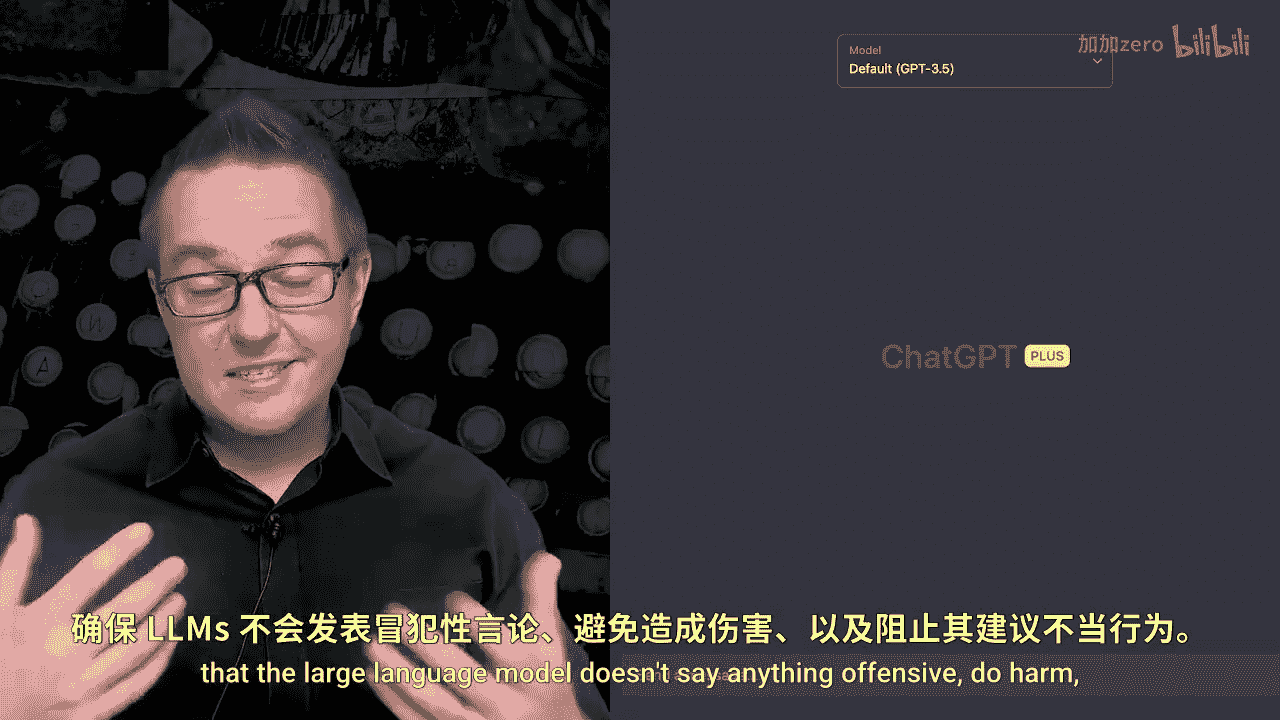 Model
Default (GPT-3.5)
加加zero bilibili
ChatGPT PLUS
确保 LLMs 不会发表冒犯性言论、避免造成伤害、以及阻止其建议不当行为。
that the large language model doesn't say anything offensive, do harm,